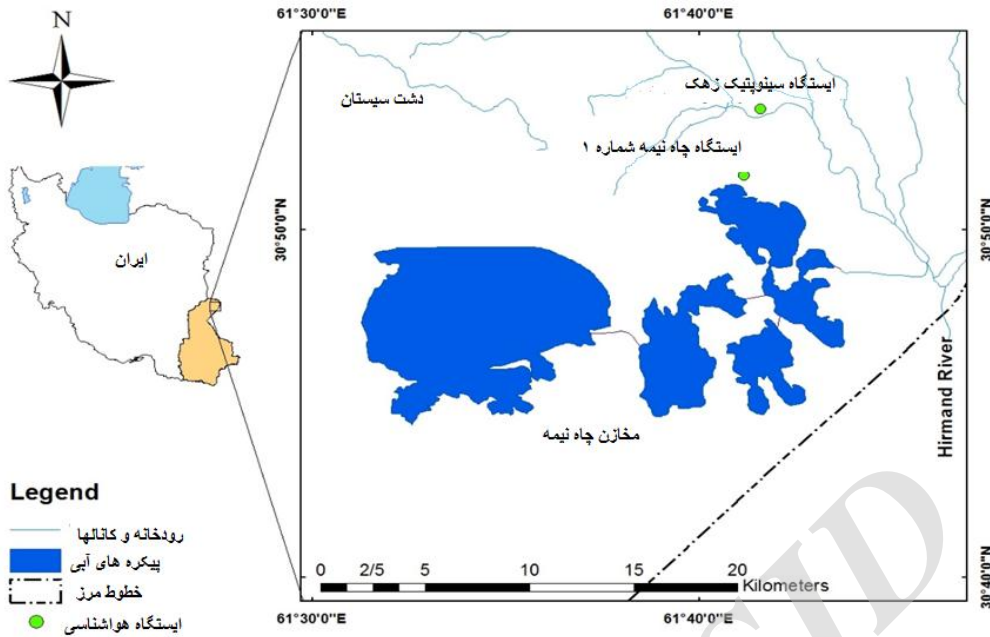 61°30'0"E
61°40'0"E
N
ایستگاه سینوپتیک زهک
دشت سیستان
ایستگاه چاه نیمه شماره ۱
30°50'0"N
30°50'0"N
ایران
Hirmand River
مخازن چاه نیمه
Legend
رودخانه و کانالها
پیکره های آبی
خطوط مرز
ایستگاه هواشناسی
0 2/5 5 10 15 20
Kilometers
30°40'0"N
30°40'0"N
61°30'0"E
61°40'0"E